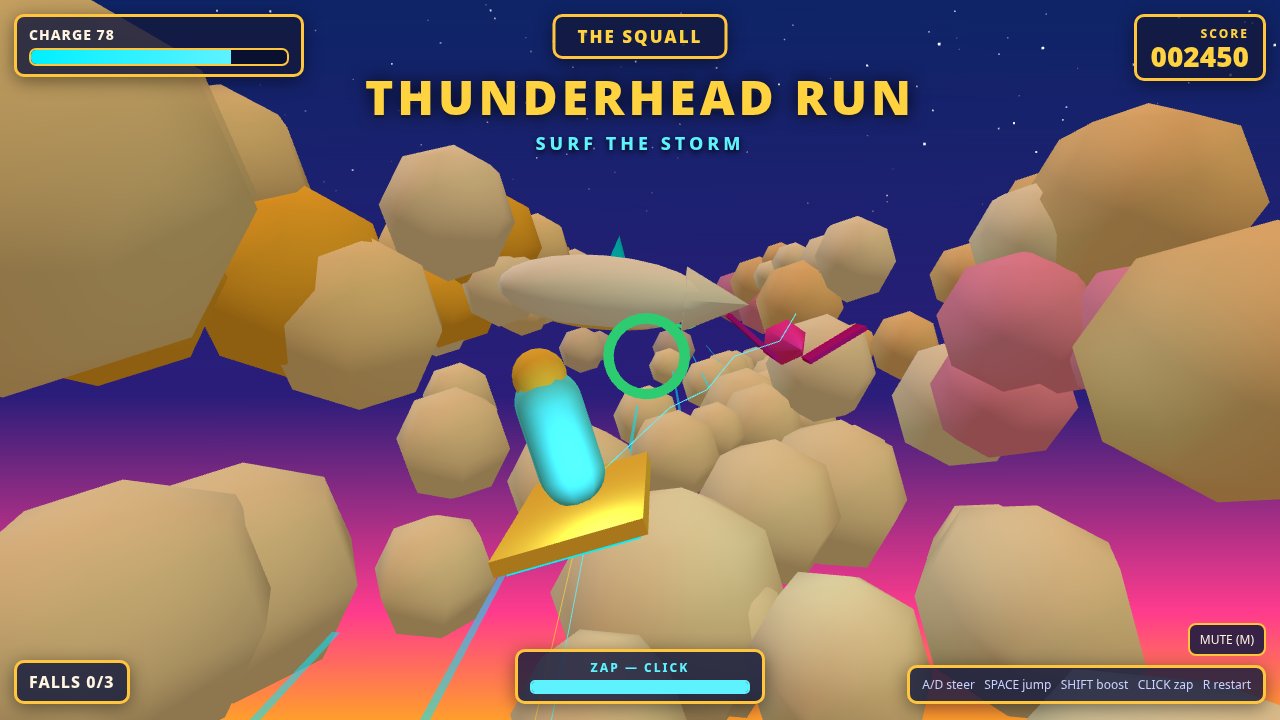 CHARGE 78
THE SQUALL
SCORE
002450
THUNDERHEAD RUN
SURF THE STORM
MUTE (M)
FALLS 0/3
ZAP — CLICK
A/D steer SPACE jump SHIFT boost CLICK zap R restart